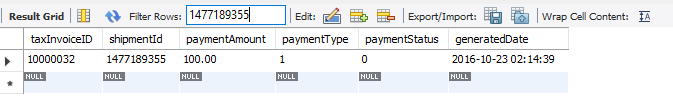 Result Grid Filter Rows: 1477189355 Edit: Export/Import: Wrap Cell Content:
taxInvoiceID shipmentId paymentAmount paymentType paymentStatus generatedDate
10000032 1477189355 100.00 1 0 2016-10-23 02:14:39
NULL NULL NULL NULL NULL NULL